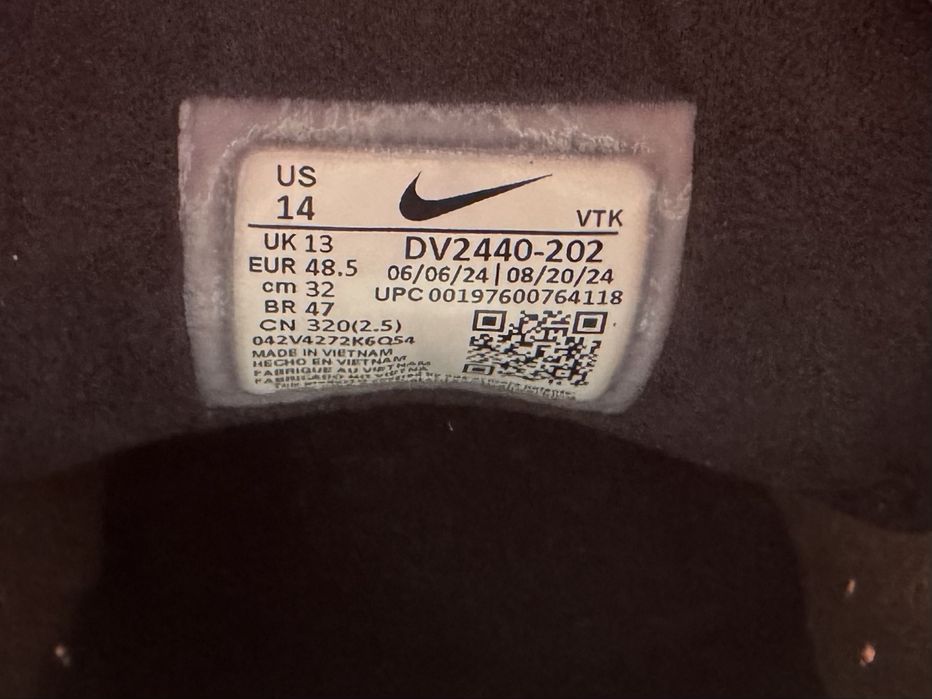 US
14
VTK
UK 13
EUR 48.5
cm 32
BR 47
CN 320(2.5)
DV2440-202
06/06/24 | 08/20/24
UPC 00197600764118
042V4272K6Q54
MADE IN VIETNAM
HECHO EN VIETNAM
FABRIQUE AU VIETNAM